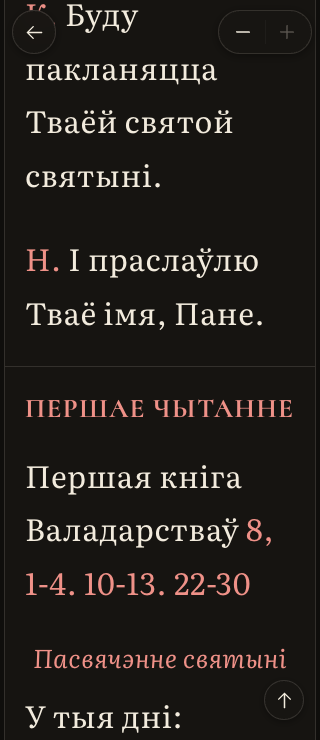 К. Буду
пакланяцца
Тваёй святой
святыні.
Н. І праслаўлю
Тваё імя, Пане.
ПЕРШАЕ ЧЫТАННЕ
Першая кніга
Валадарстваў 8,
1-4. 10-13. 22-30
Пасвячэнне святыні
У тыя дні: